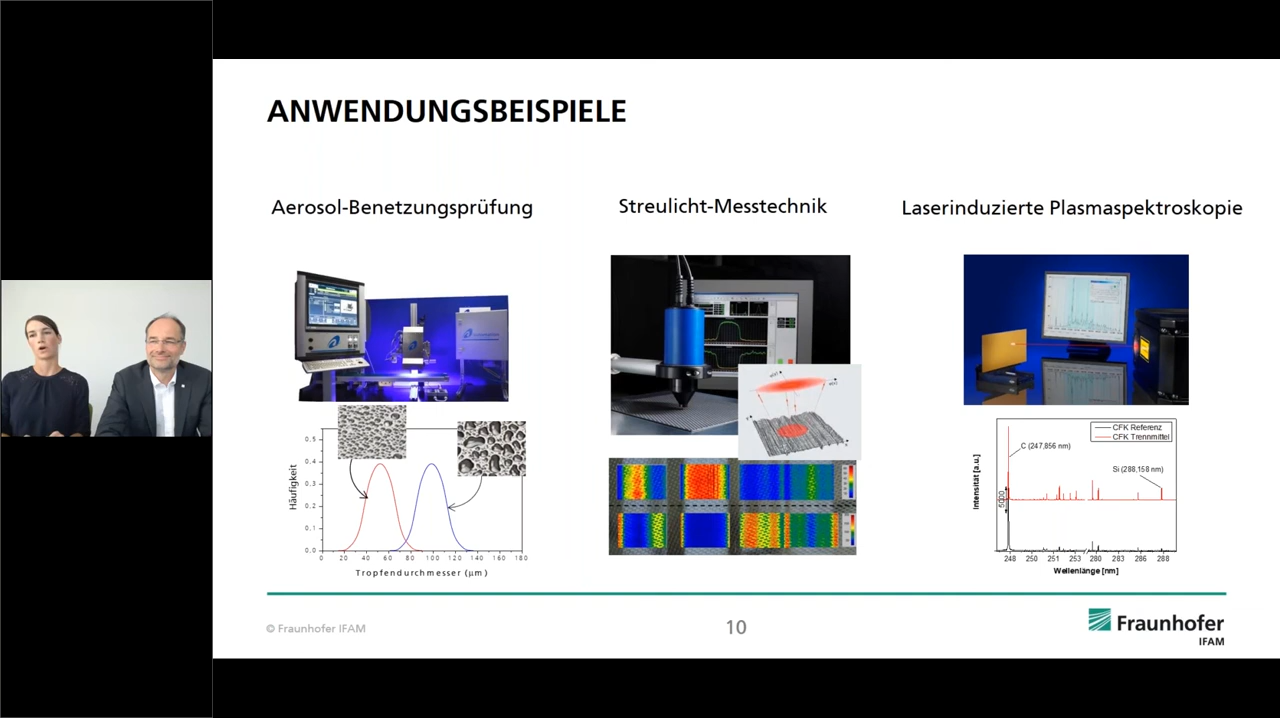 ANWENDUNGSBEISPIELE
Aerosol-Benetzungsprüfung
Streulicht-Messtechnik
Laserinduzierte Plasmaspektroskopie
Häufigkeit
0.5
0.4
0.3
0.2
0.1
0.0
0 20 40 60 80 100 120 140 160 180
Tropfendurchmesser (µm)
CFK Referenz
CFK Trennmittel
C (247,856 nm)
Si (288,158 nm)
Intensität [a.u.]
5000
248 250 251 253 280 283 286 288
Wellenlänge [nm]
© Fraunhofer IFAM
10
Fraunhofer
IFAM